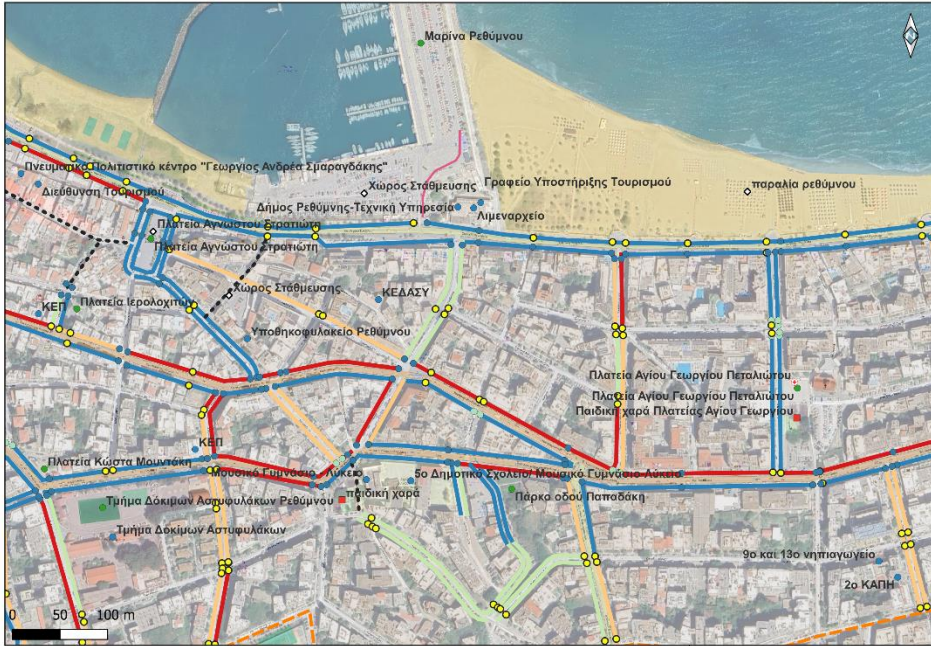 Μαρίνα Ρεθύμνου
Πνευματικό Πολιτιστικό κέντρο "Γεώργιος Ανδρέα Σμαραγδάκης"
Διεύθυνση Τουρισμού
Χώρος Στάθμευσης
Γραφείο Υποστήριξης Τουρισμού
παραλία ρεθύμνου
Δήμος Ρεθύμνης-Τεχνική Υπηρεσία
Λιμεναρχείο
Πλατεία Αγνώστου Στρατιώτη
Πλατεία Αγνώστου Στρατιώτη
Χώρος Στάθμευσης
ΚΕΔΑΣΥ
ΚΕΠ
Πλατεία Ιερολοχιτών
Υποθηκοφυλακείο Ρεθύμνου
Πλατεία Αγίου Γεωργίου Πεταλιώτου
Πλατεία Αγίου Γεωργίου Πεταλιώτου
Παιδική χαρά Πλατείας Αγίου Γεωργίου
ΚΕΠ
Πλατεία Κώστα Μουντάκη
Μουσικό Γυμνάσιο - Λύκειο
5ο Δημοτικό Σχολείο/ Μουσικό Γυμνάσιο-Λύκειο
Τμήμα Δόκιμων Αστυφυλάκων Ρεθύμνου
παιδική χαρά
Πάρκο οδού Παπαδάκη
Τμήμα Δόκιμων Αστυφυλάκων
9ο και 13ο νηπιαγωγείο
2ο ΚΑΠΗ
0 50 100 m